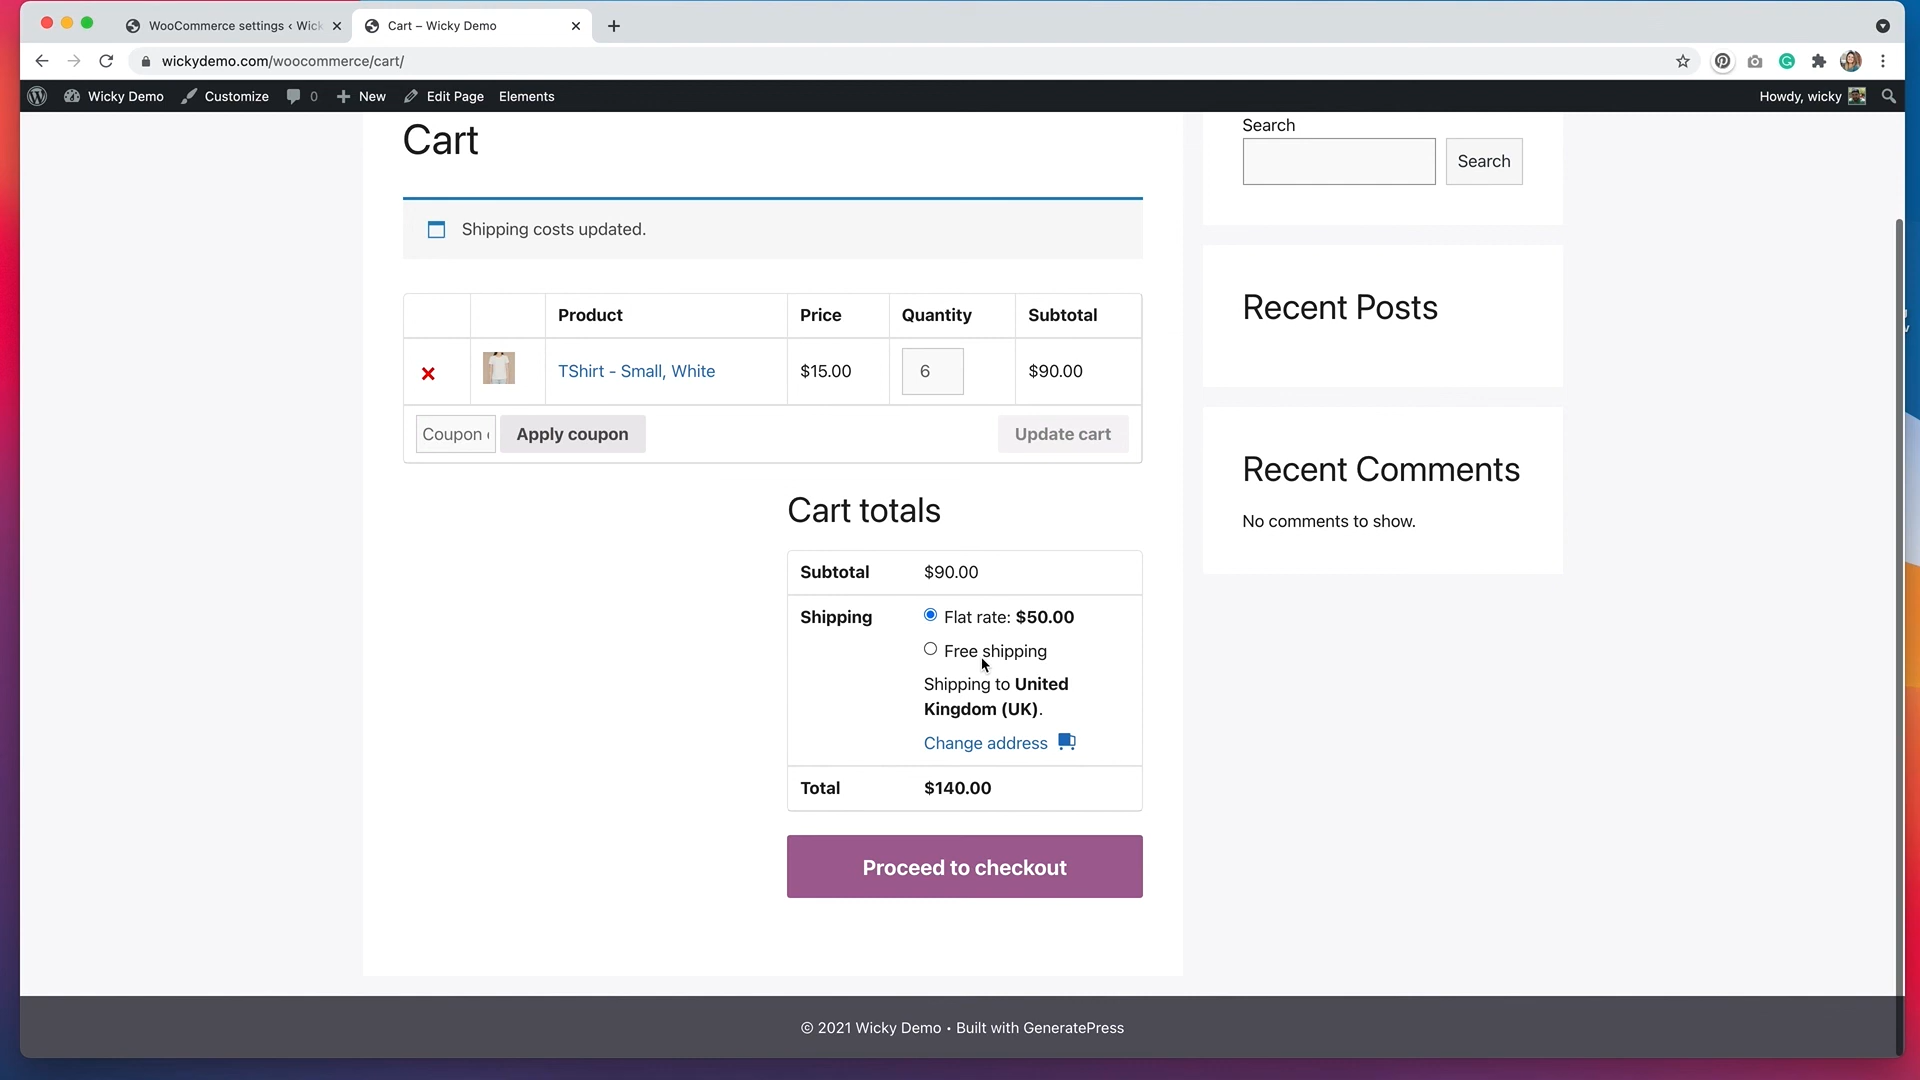 WooCommerce settings ‹ Wick
Cart – Wicky Demo
wickydemo.com/woocommerce/cart/
Wicky Demo
Customize
0
New
Edit Page
Elements
Howdy, wicky
Cart
Shipping costs updated.
Product Price Quantity Subtotal
TShirt - Small, White $15.00 6 $90.00
Coupon
Apply coupon
Update cart
Cart totals
Subtotal $90.00
Shipping Flat rate: $50.00
Free shipping
Shipping to United
Kingdom (UK).
Change address
Total $140.00
Proceed to checkout
Search
Search
Recent Posts
Recent Comments
No comments to show.
© 2021 Wicky Demo • Built with GeneratePress